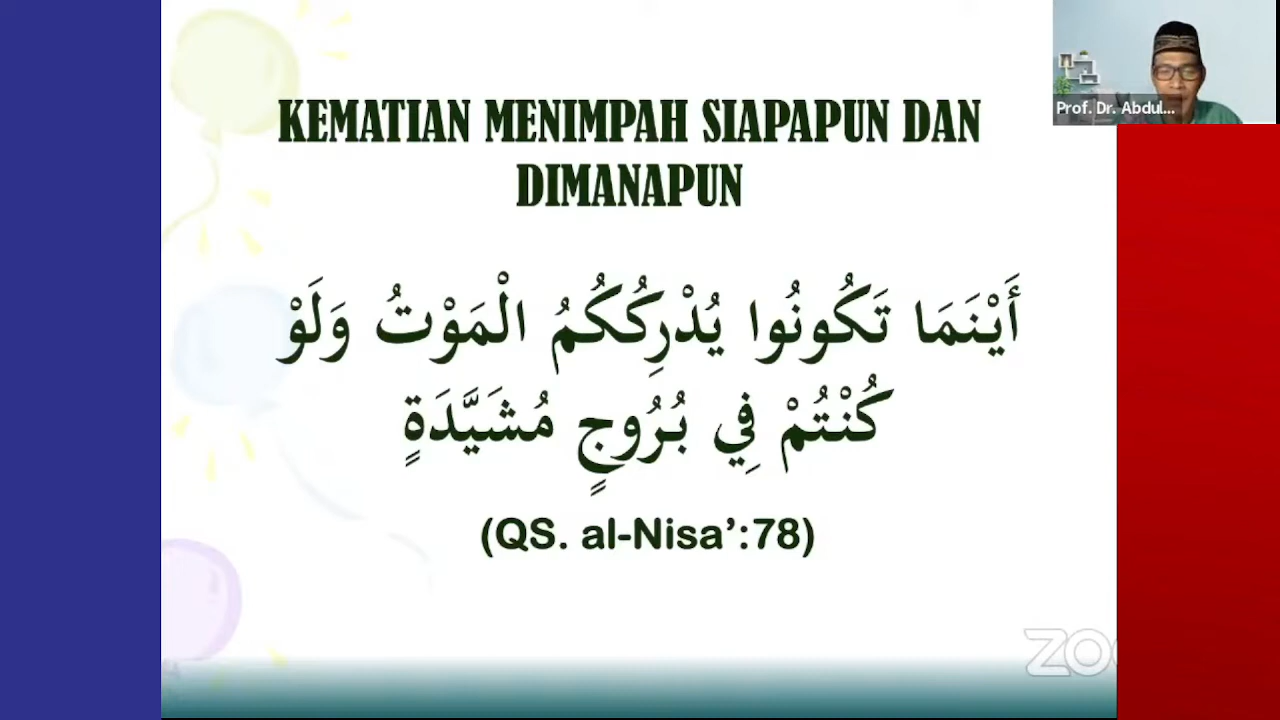 KEMATIAN MENIMPAH SIAPAPUN DAN
DIMANAPUN
أَيْنَمَا تَكُونُوا يُدْرِكْكُمُ الْمَوْتُ وَلَوْ
كُنْتُمْ فِي بُرُوجٍ مُشَيَّدَةٍ
(QS. al-Nisa’:78)
Prof. Dr. Abdul...